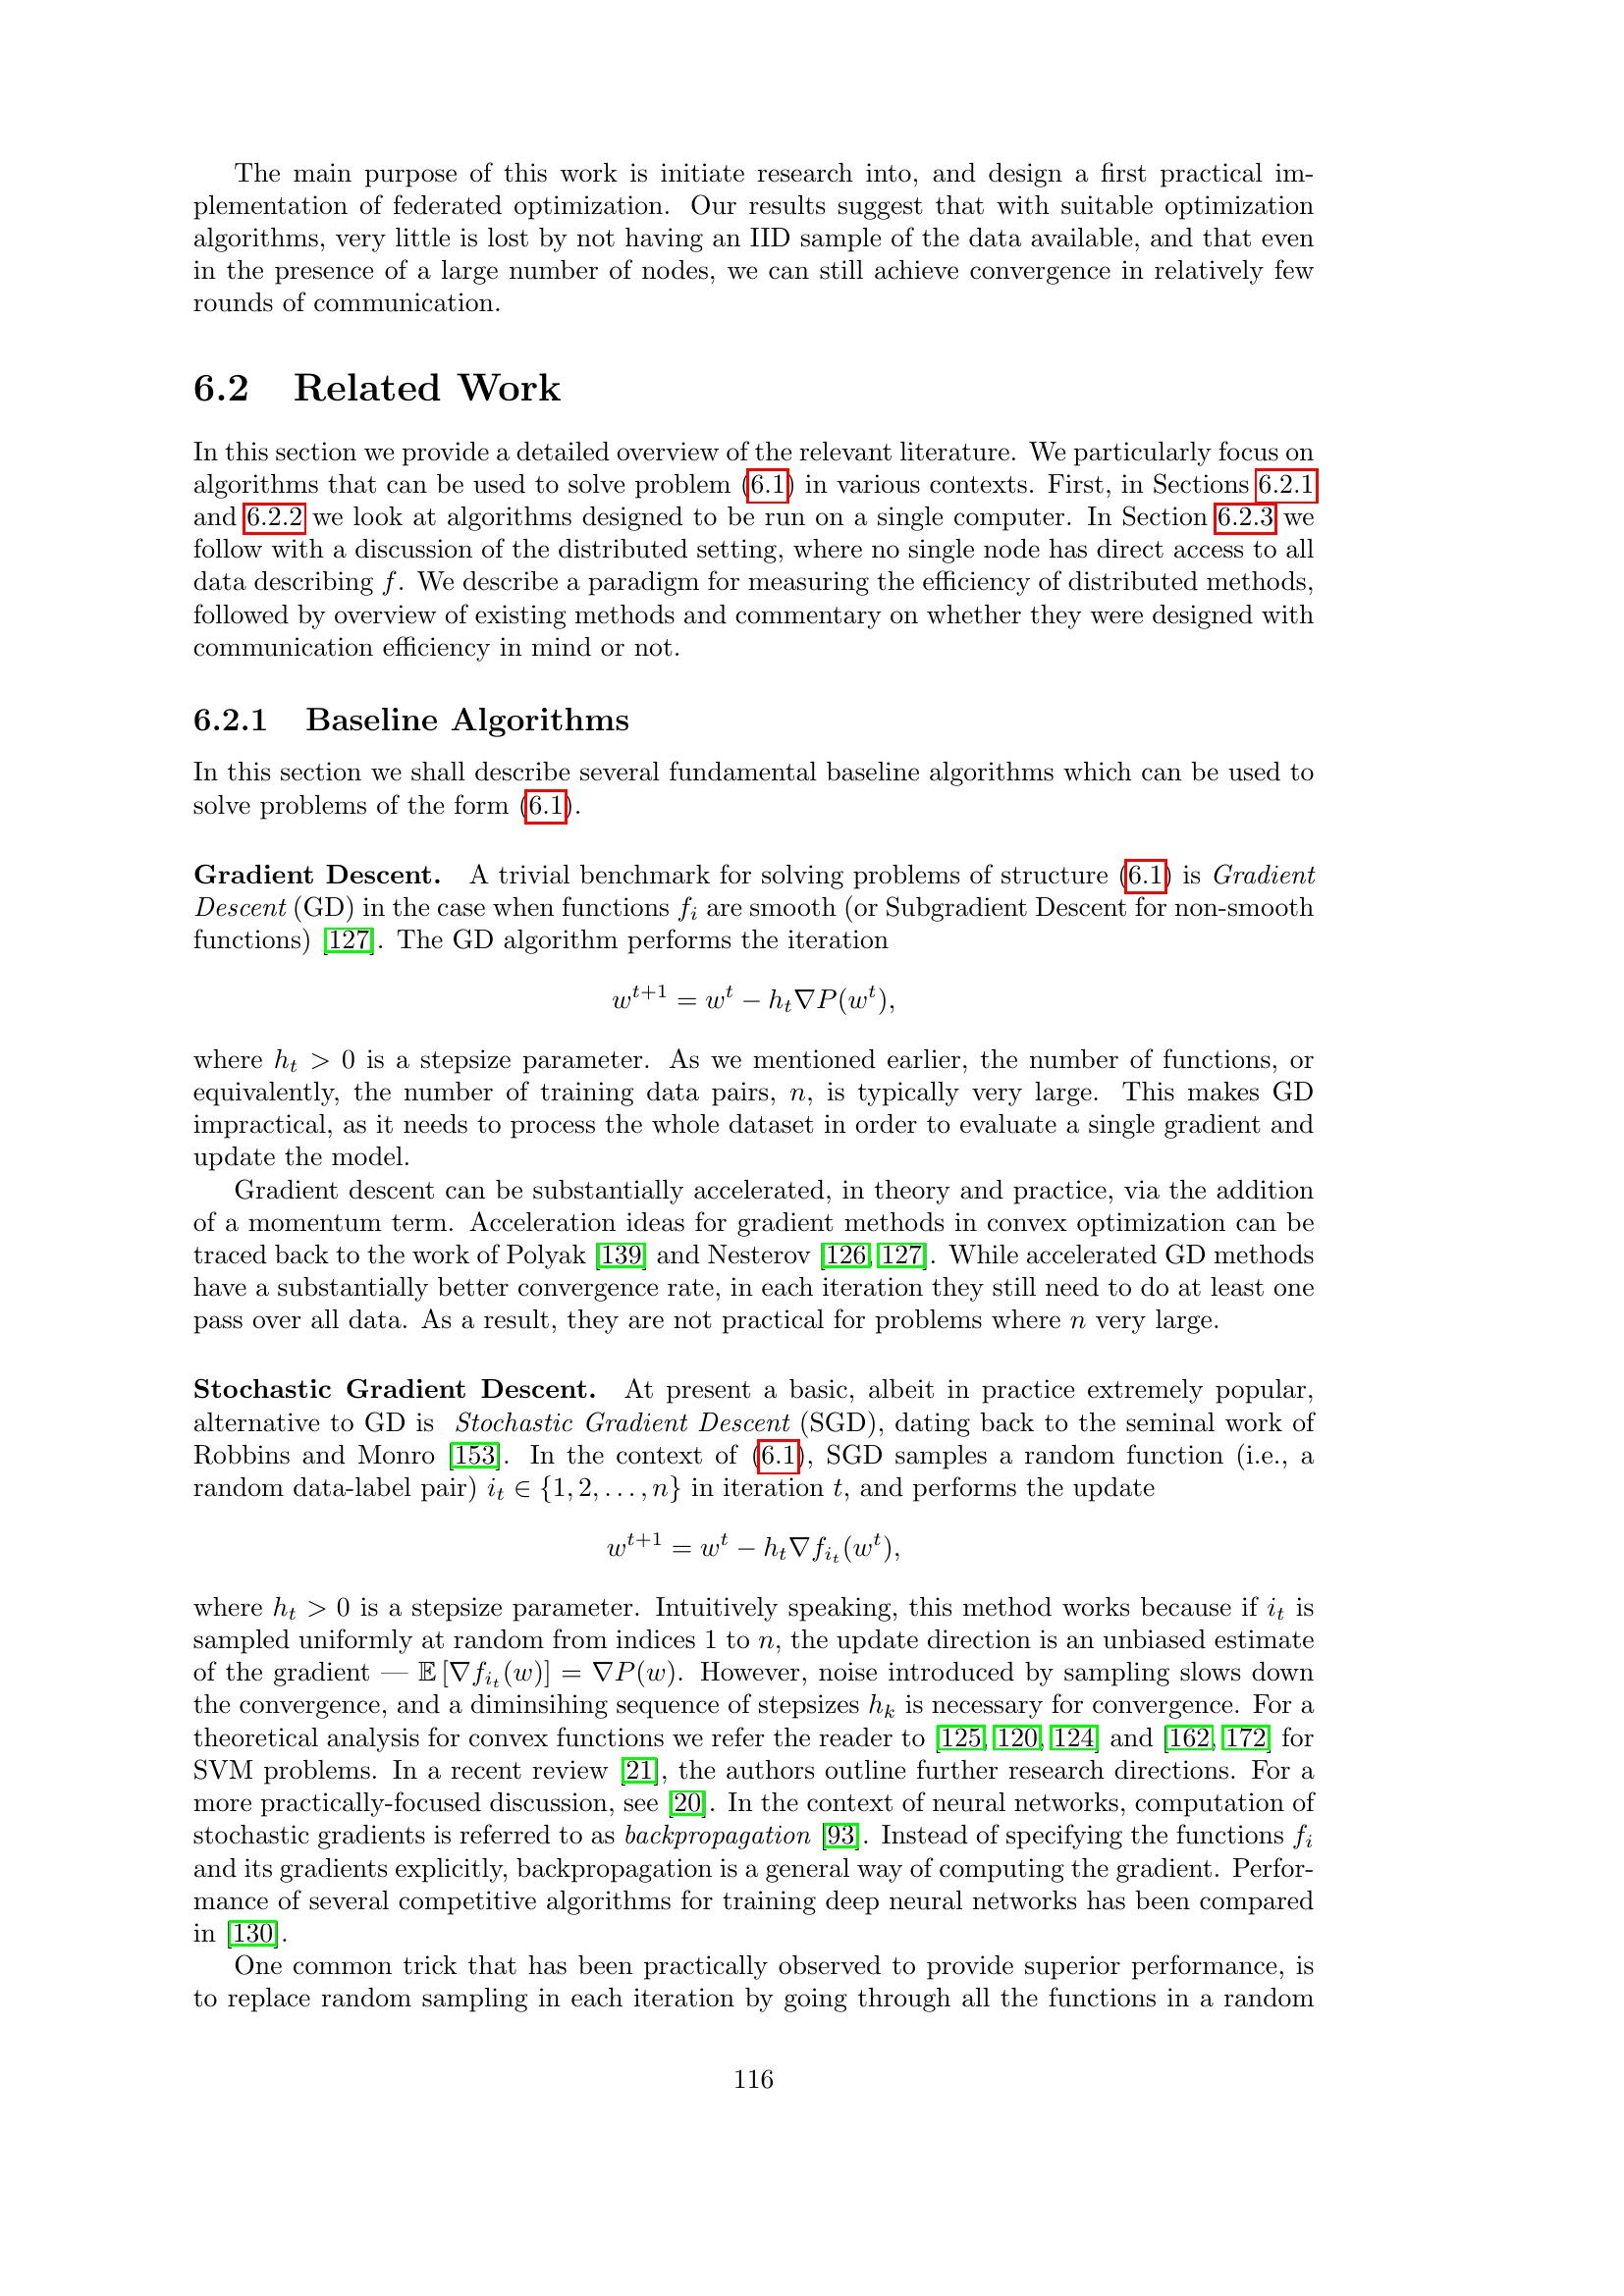 The main purpose of this work is initiate research into, and design a first practical im-
plementation of federated optimization. Our results suggest that with suitable optimization
algorithms, very little is lost by not having an IID sample of the data available, and that even
in the presence of a large number of nodes, we can still achieve convergence in relatively few
rounds of communication.
6.2 Related Work
In this section we provide a detailed overview of the relevant literature. We particularly focus on
algorithms that can be used to solve problem (6.1) in various contexts. First, in Sections 6.2.1
and 6.2.2 we look at algorithms designed to be run on a single computer. In Section 6.2.3 we
follow with a discussion of the distributed setting, where no single node has direct access to all
data describing f. We describe a paradigm for measuring the efficiency of distributed methods,
followed by overview of existing methods and commentary on whether they were designed with
communication efficiency in mind or not.
6.2.1 Baseline Algorithms
In this section we shall describe several fundamental baseline algorithms which can be used to
solve problems of the form (6.1).
Gradient Descent. A trivial benchmark for solving problems of structure (6.1) is Gradient
Descent (GD) in the case when functions f_i are smooth (or Subgradient Descent for non-smooth
functions) [127]. The GD algorithm performs the iteration
w^{t+1} = w^t − h_t∇P(w^t),
where h_t > 0 is a stepsize parameter. As we mentioned earlier, the number of functions, or
equivalently, the number of training data pairs, n, is typically very large. This makes GD
impractical, as it needs to process the whole dataset in order to evaluate a single gradient and
update the model.
Gradient descent can be substantially accelerated, in theory and practice, via the addition
of a momentum term. Acceleration ideas for gradient methods in convex optimization can be
traced back to the work of Polyak [139] and Nesterov [126, 127]. While accelerated GD methods
have a substantially better convergence rate, in each iteration they still need to do at least one
pass over all data. As a result, they are not practical for problems where n very large.
Stochastic Gradient Descent. At present a basic, albeit in practice extremely popular,
alternative to GD is Stochastic Gradient Descent (SGD), dating back to the seminal work of
Robbins and Monro [153]. In the context of (6.1), SGD samples a random function (i.e., a
random data-label pair) i_t ∈ {1, 2, . . . , n} in iteration t, and performs the update
w^{t+1} = w^t − h_t∇f_{i_t}(w^t),
where h_t > 0 is a stepsize parameter. Intuitively speaking, this method works because if i_t is
sampled uniformly at random from indices 1 to n, the update direction is an unbiased estimate
of the gradient — 𝔼 [∇f_{i_t}(w)] = ∇P(w). However, noise introduced by sampling slows down
the convergence, and a diminsihing sequence of stepsizes h_k is necessary for convergence. For a
theoretical analysis for convex functions we refer the reader to [125, 120, 124] and [162, 172] for
SVM problems. In a recent review [21], the authors outline further research directions. For a
more practically-focused discussion, see [20]. In the context of neural networks, computation of
stochastic gradients is referred to as backpropagation [93]. Instead of specifying the functions f_i
and its gradients explicitly, backpropagation is a general way of computing the gradient. Perfor-
mance of several competitive algorithms for training deep neural networks has been compared
in [130].
One common trick that has been practically observed to provide superior performance, is
to replace random sampling in each iteration by going through all the functions in a random
116